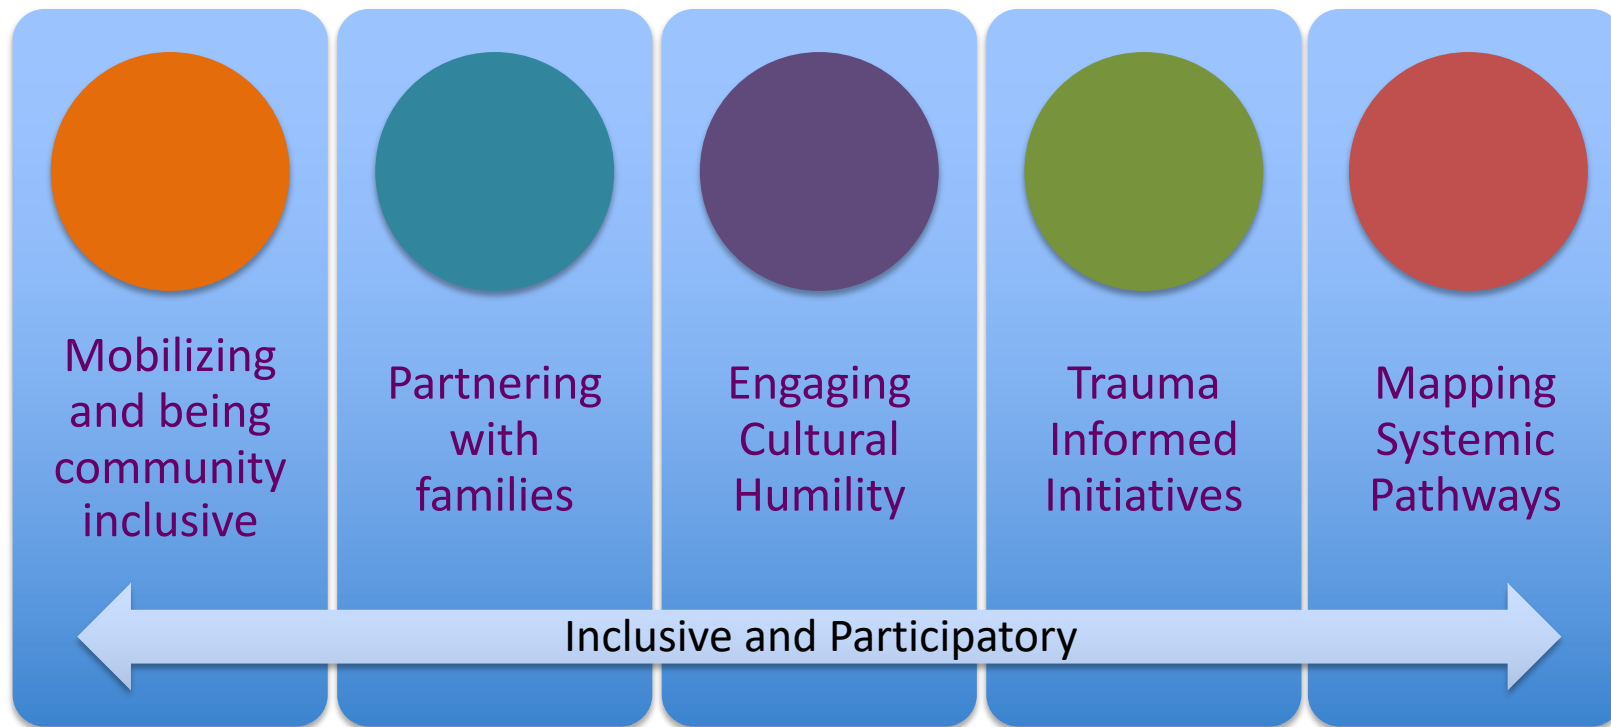 Mobilizing
and being
community
inclusive
Partnering
with
families
Engaging
Cultural
Humility
Trauma
Informed
Initiatives
Mapping
Systemic
Pathways
Inclusive and Participatory